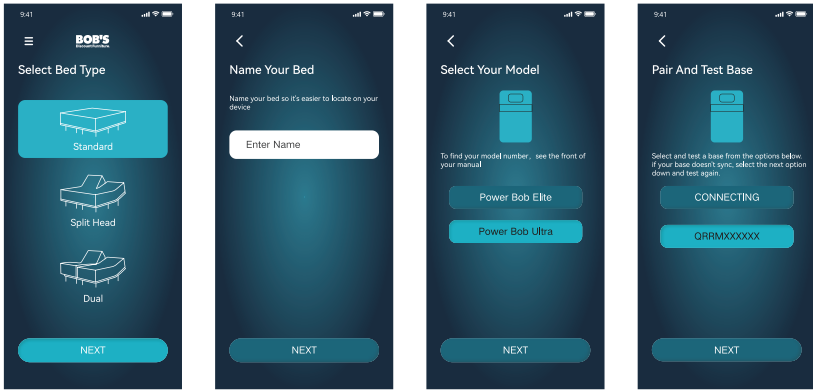 9:41
BOB'S
Discount Furniture.
Select Bed Type
Standard
Split Head
Dual
NEXT
9:41
Name Your Bed
Name your bed so it's easier to locate on your
device
Enter Name
NEXT
9:41
Select Your Model
To find your model number, see the front of
your manual
Power Bob Elite
Power Bob Ultra
NEXT
9:41
Pair And Test Base
Select and test a base from the options below.
if your base doesn't sync, select the next option
down and test again.
CONNECTING
QRRMXXXXXX
NEXT